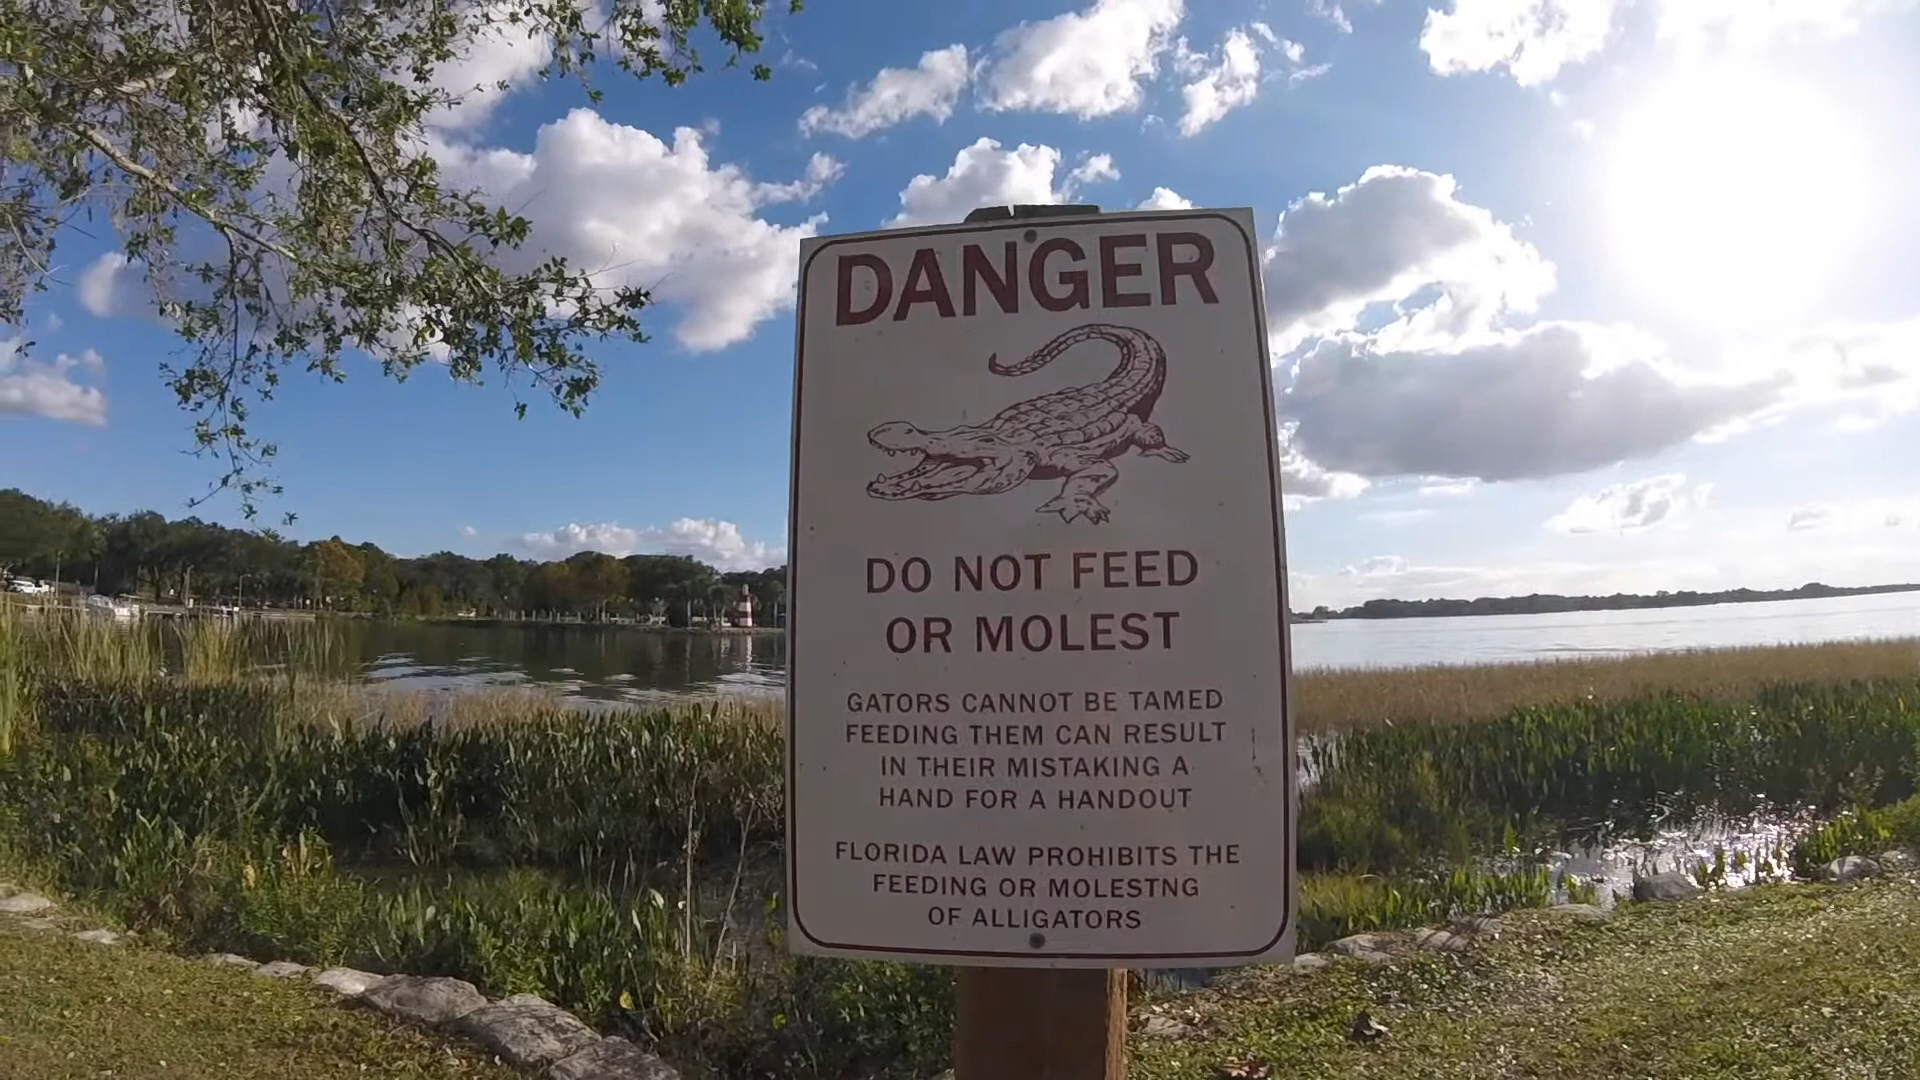 DANGER
DO NOT FEED
OR MOLEST
GATORS CANNOT BE TAMED
FEEDING THEM CAN RESULT
IN THEIR MISTAKING A
HAND FOR A HANDOUT
FLORIDA LAW PROHIBITS THE
FEEDING OR MOLESTNG
OF ALLIGATORS